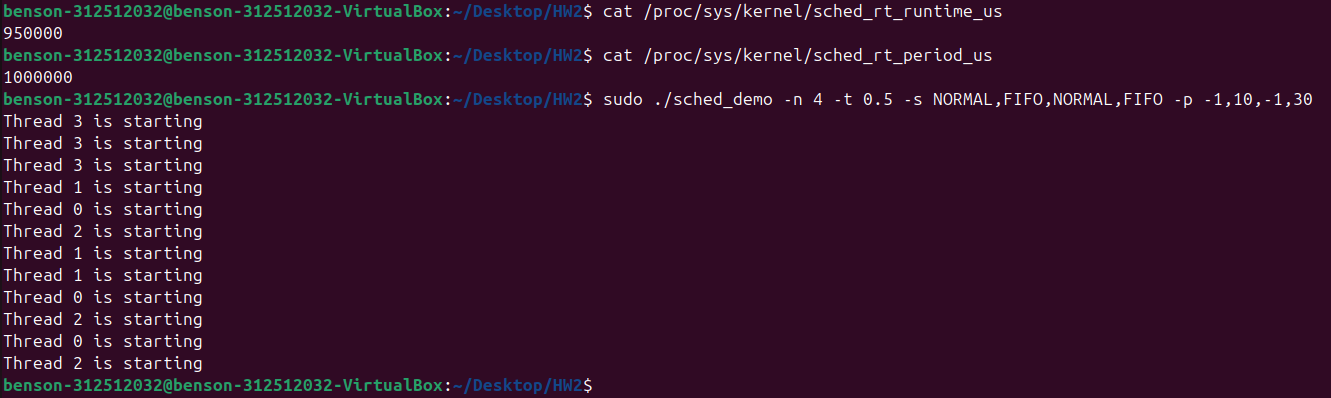 benson-312512032@benson-312512032-VirtualBox:~/Desktop/HW2$ cat /proc/sys/kernel/sched_rt_runtime_us
950000
benson-312512032@benson-312512032-VirtualBox:~/Desktop/HW2$ cat /proc/sys/kernel/sched_rt_period_us
1000000
benson-312512032@benson-312512032-VirtualBox:~/Desktop/HW2$ sudo ./sched_demo -n 4 -t 0.5 -s NORMAL,FIFO,NORMAL,FIFO -p -1,10,-1,30
Thread 3 is starting
Thread 3 is starting
Thread 3 is starting
Thread 1 is starting
Thread 0 is starting
Thread 2 is starting
Thread 1 is starting
Thread 1 is starting
Thread 0 is starting
Thread 2 is starting
Thread 0 is starting
Thread 2 is starting
benson-312512032@benson-312512032-VirtualBox:~/Desktop/HW2$